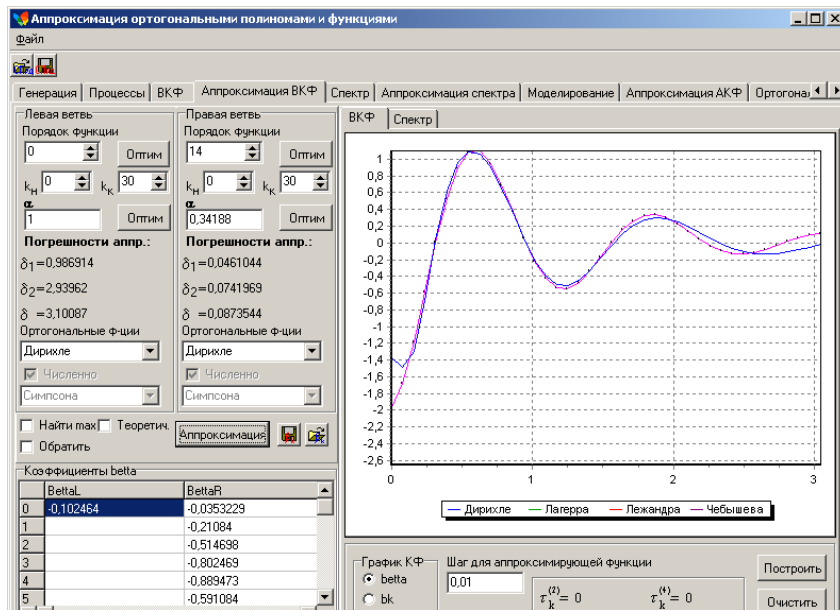 Аппроксимация ортогональными полиномами и функциями
Файл
Генерация Процессы ВКФ Аппроксимация ВКФ Спектр Аппроксимация спектра Моделирование Аппроксимация АКФ Ортогонал
Левая ветвь
Порядок функции
0 Оптим
kн 0 kк 30
α
1 Оптим
Погрешности аппр.:
δ1=0,986914
δ2=2,93962
δ =3,10087
Ортогональные ф-ции
Дирихле
Численно
Симпсона
Правая ветвь
Порядок функции
14 Оптим
kн 0 kк 30
α
0,34188 Оптим
Погрешности аппр.:
δ1=0,0461044
δ2=0,0741969
δ =0,0873544
Ортогональные ф-ции
Дирихле
Численно
Симпсона
Найти max Теоретич.
Обратить
Аппроксимация
Коэффициенты betta
BettaL BettaR
0 -0,102464 -0,0353229
1 -0,21084
2 -0,514698
3 -0,802469
4 -0,889473
5 -0,591084
ВКФ Спектр
1
0,8
0,6
0,4
0,2
0
-0,2
-0,4
-0,6
-0,8
-1
-1,2
-1,4
-1,6
-1,8
-2
-2,2
-2,4
-2,6
0 1 2 3
Дирихле Лагерра Лежандра Чебышева
График КФ
betta
bk
Шаг для аппроксимирующей функции
0,01
τk(2)= 0 τk(4)= 0
Построить
Очистить